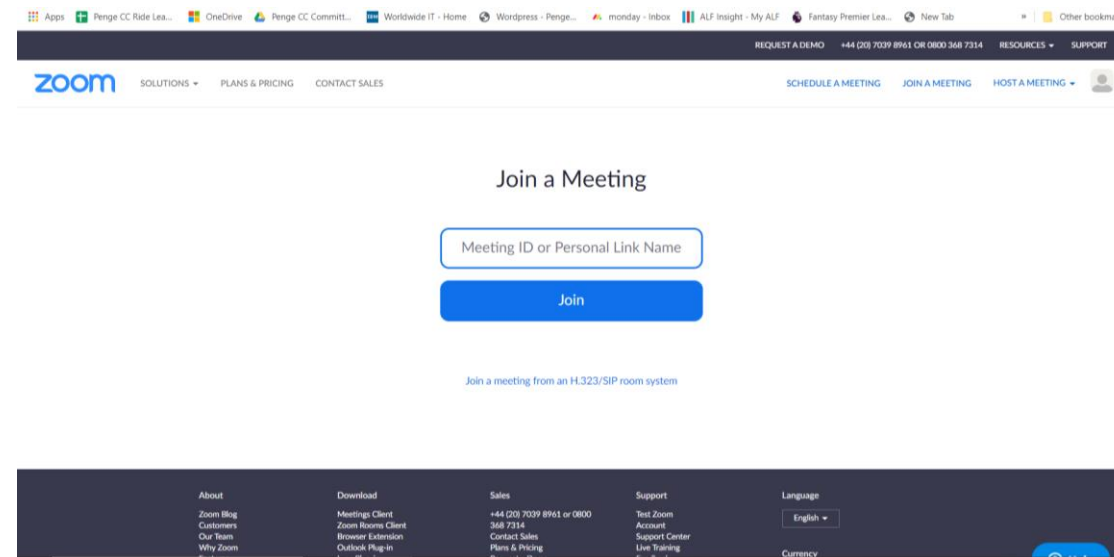 Apps Penge CC Ride Lea... OneDrive Penge CC Committ... Worldwide IT - Home Wordpress - Penge... monday - Inbox ALF Insight - My ALF Fantasy Premier Lea... New Tab » Other bookma
REQUEST A DEMO +44 (20) 7039 8961 OR 0800 368 7314 RESOURCES SUPPORT
zoom SOLUTIONS PLANS & PRICING CONTACT SALES SCHEDULE A MEETING JOIN A MEETING HOST A MEETING
Join a Meeting
Meeting ID or Personal Link Name
Join
Join a meeting from an H.323/SIP room system
About Download Sales Support Language
Zoom Blog Meetings Client +44 (20) 7039 8961 or 0800 Test Zoom English
Customers Zoom Rooms Client 368 7314 Account
Our Team Browser Extension Contact Sales Support Center
Why Zoom Outlook Plug-in Plans & Pricing Live Training
Currency